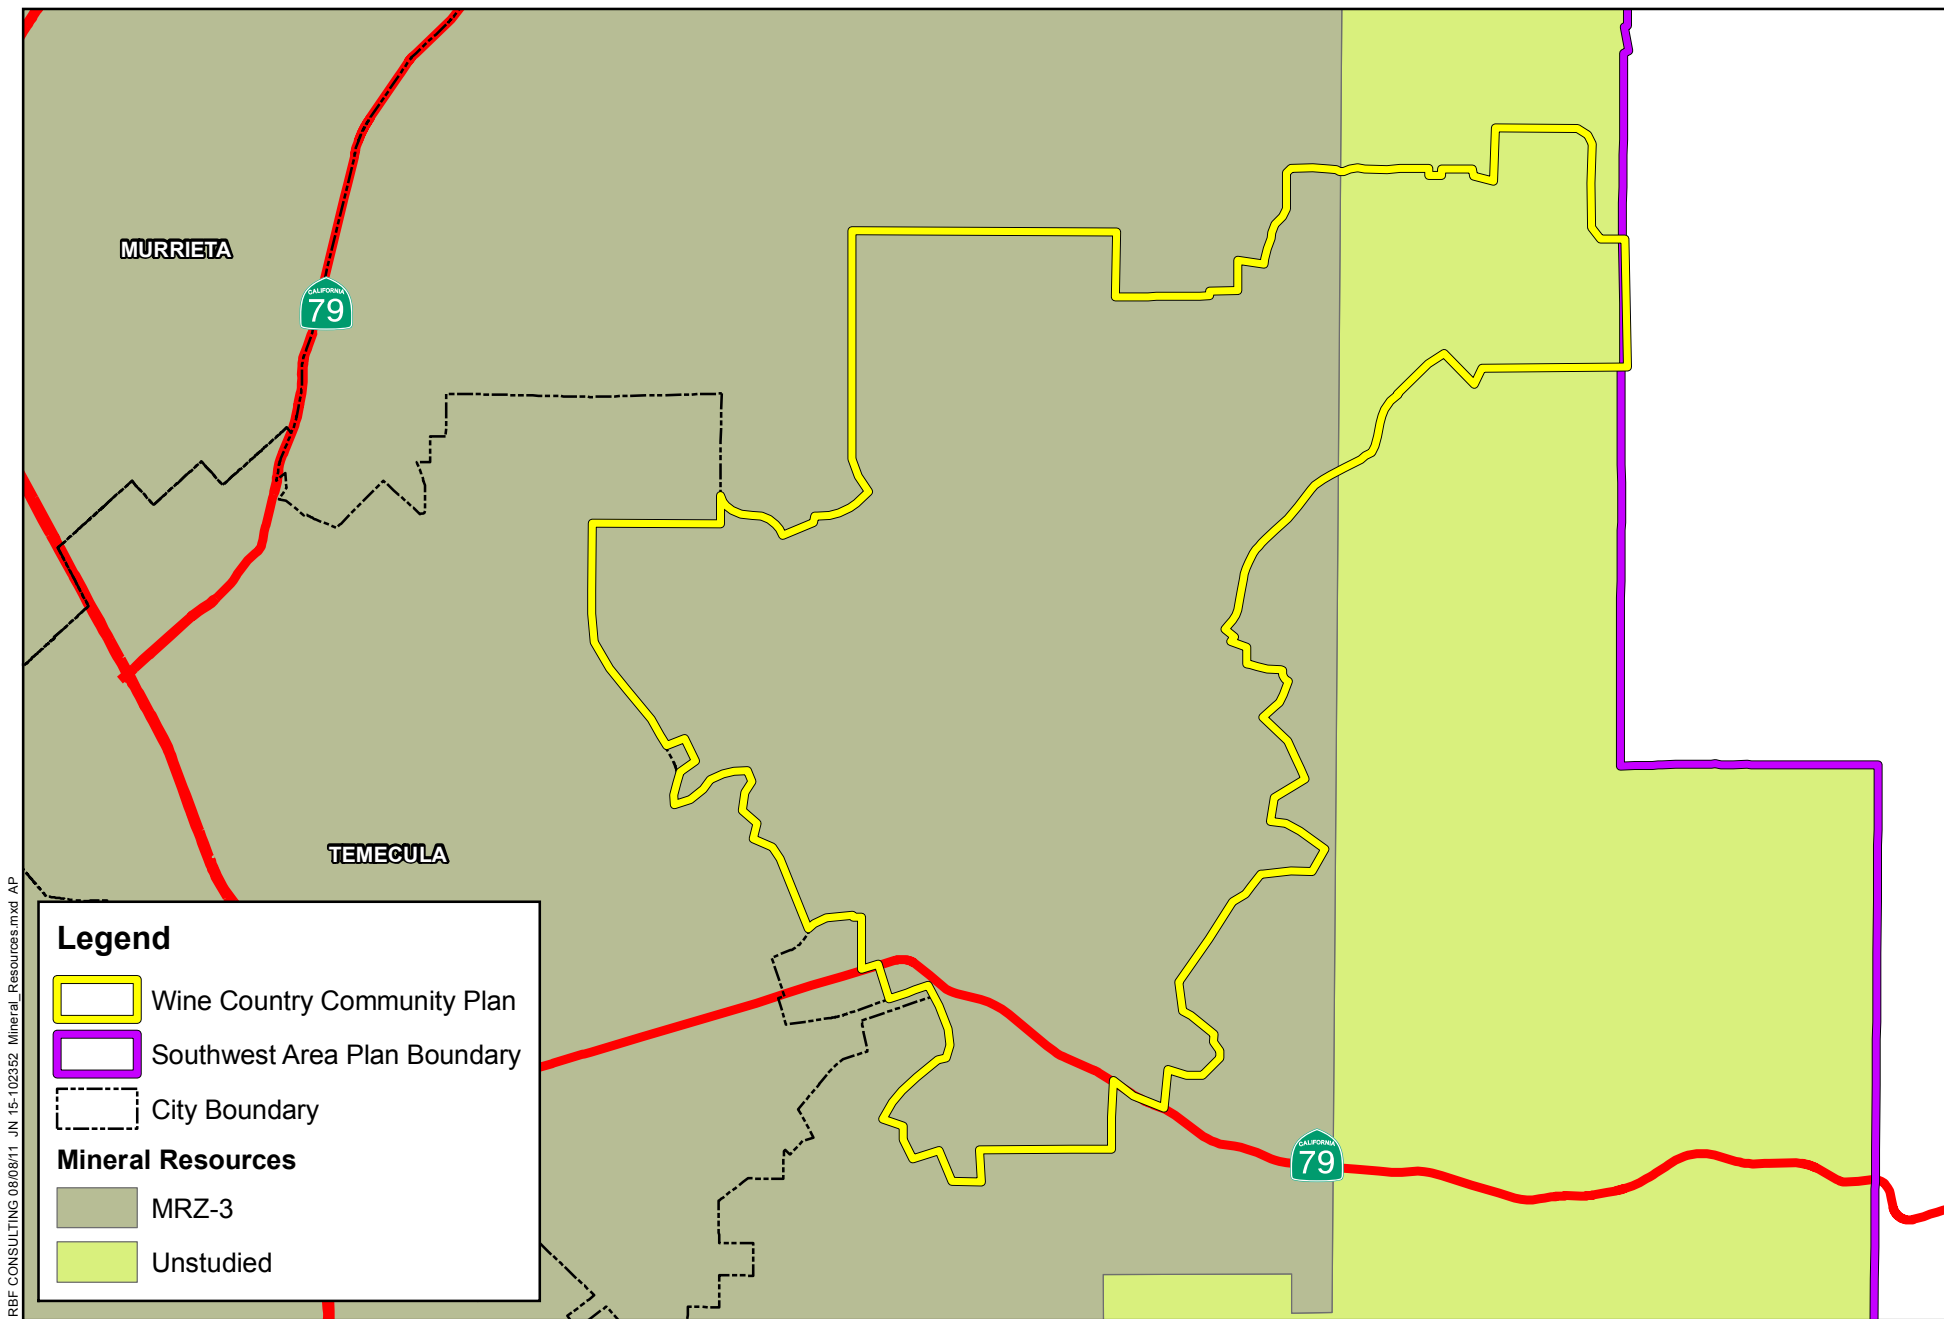 MURRIETA
CALIFORNIA
79
TEMECULA
Legend
Wine Country Community Plan
Southwest Area Plan Boundary
City Boundary
Mineral Resources
MRZ-3
Unstudied
CALIFORNIA
79
RBF CONSULTING 08/08/11 JN 15-102352 Mineral_Resources.mxd AP